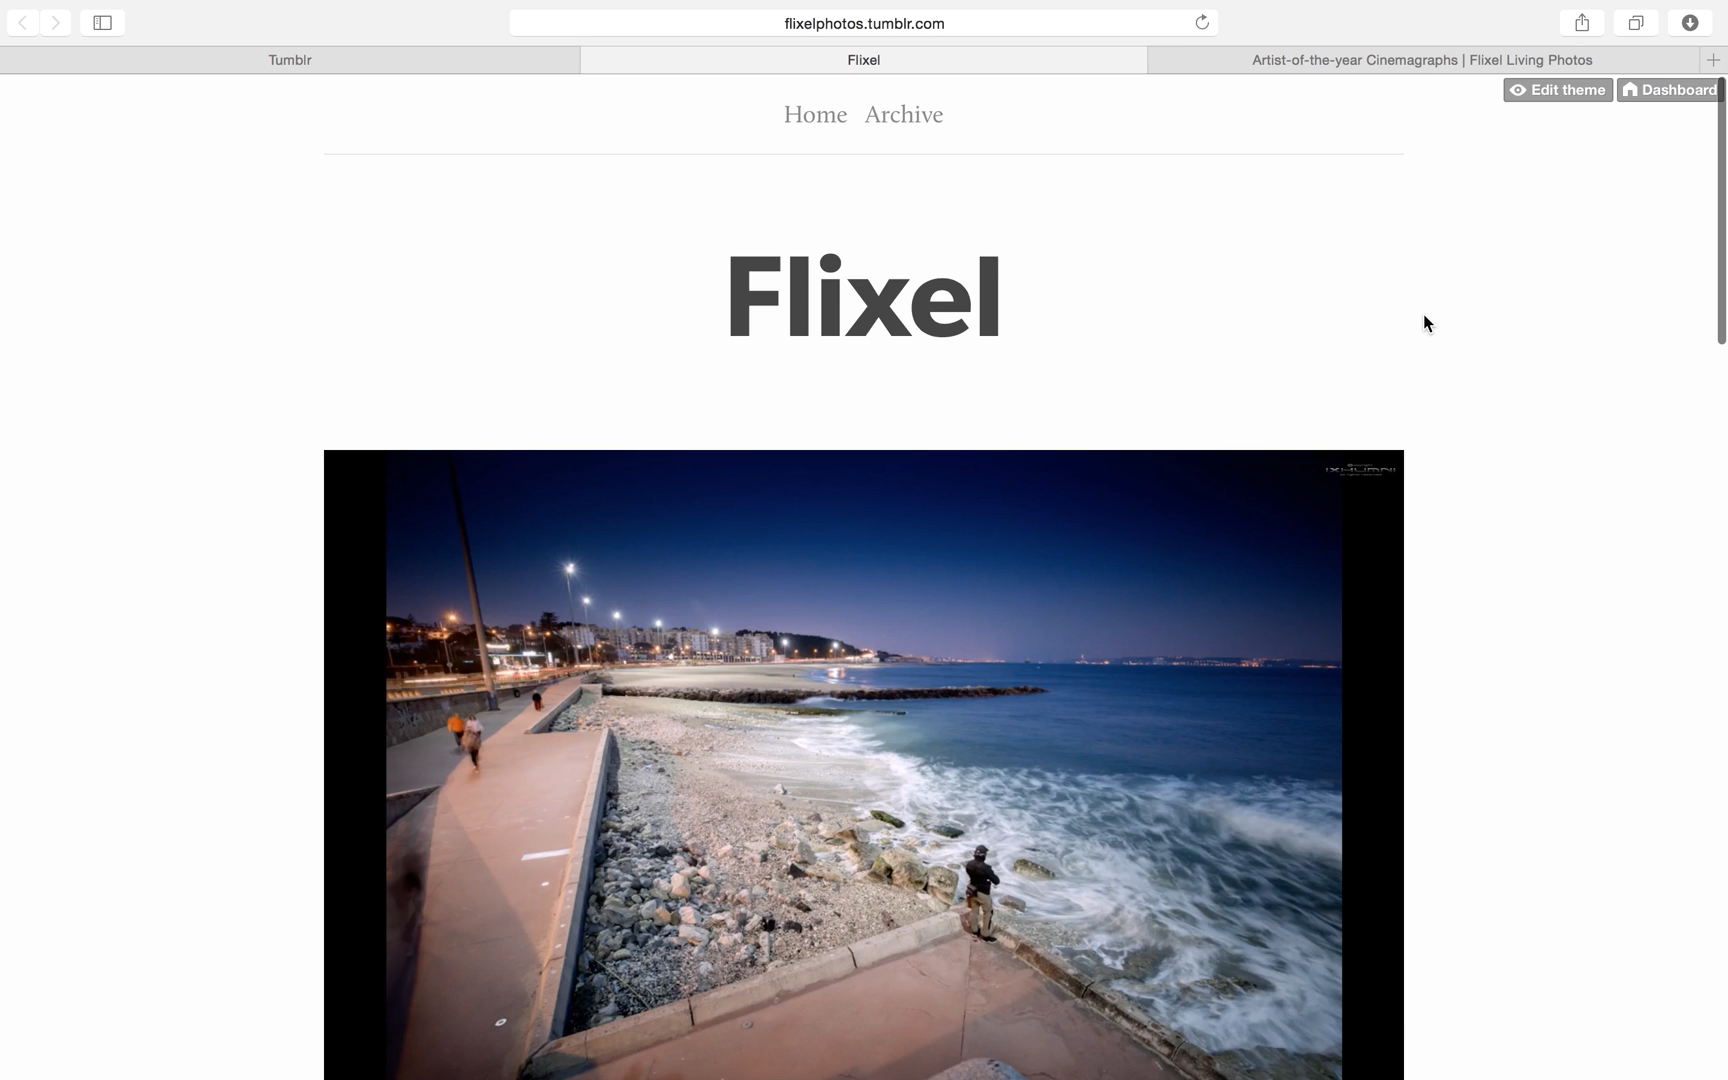 flixelphotos.tumblr.com
Tumblr
Flixel
Artist-of-the-year Cinemagraphs | Flixel Living Photos
Edit theme
Dashboard
Home Archive
Flixel